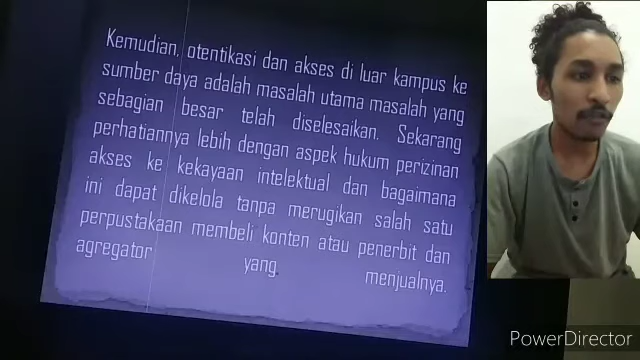 Kemudian, otentikasi dan akses di luar kampus ke
sumber daya adalah masalah utama masalah yang
sebagian besar telah diselesaikan. Sekarang
perhatiannya lebih dengan aspek hukum perizinan
akses ke kekayaan intelektual dan bagaimana
ini dapat dikelola tanpa merugikan salah satu
perpustakaan membeli konten atau penerbit dan
agregator yang menjualnya.
PowerDirector